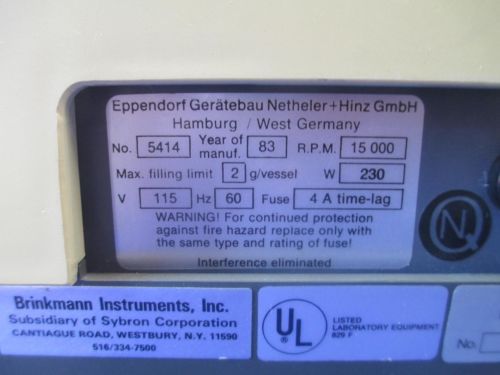 Eppendorf Gerätebau Netheler+Hinz GmbH
Hamburg / West Germany
No. 5414 Year of manuf. 83 R.P.M. 15 000
Max. filling limit 2 g/vessel W 230
V 115 Hz 60 Fuse 4 A time-lag
WARNING! For continued protection
against fire hazard replace only with
the same type and rating of fuse!
Interference eliminated
QN
Brinkmann Instruments, Inc.
Subsidiary of Sybron Corporation
CANTIAGUE ROAD, WESTBURY, N.Y. 11590
516/334-7500
UL
LISTED
LABORATORY EQUIPMENT
829 F
No.